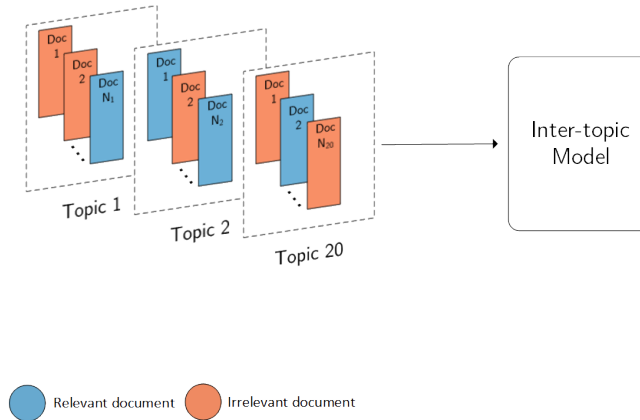 Doc
1
Doc
2
Doc
N1
Topic 1
Doc
1
Doc
2
Doc
N2
Topic 2
Doc
1
Doc
2
Doc
N20
Topic 20
Inter-topic
Model
Relevant document
Irrelevant document